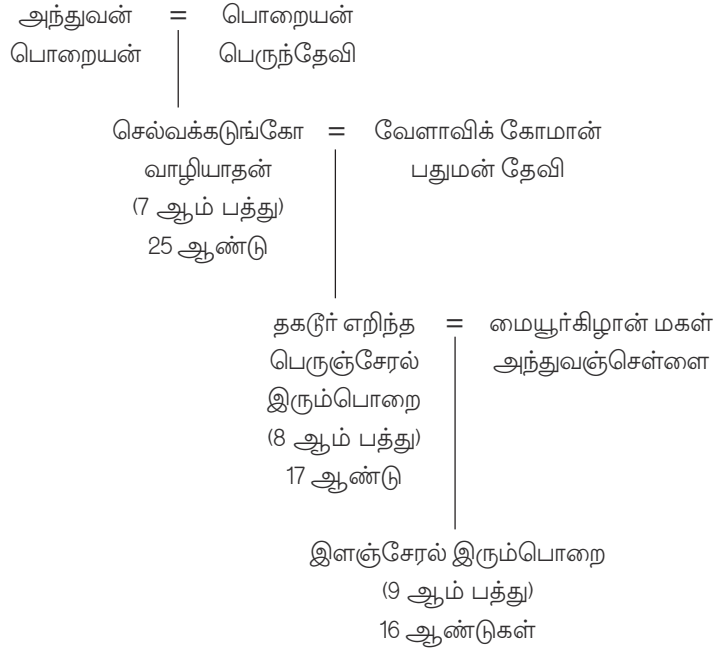 அந்துவன் = பொறையன்
பொறையன் பெருந்தேவி
செல்வக்கடுங்கோ = வேளாவிக் கோமான்
வாழியாதன் பதுமன் தேவி
(7 ஆம் பத்து)
25 ஆண்டு
தகடூர் எறிந்த = மையூர்கிழான் மகள்
பெருஞ்சேரல் அந்துவஞ்செள்ளை
இரும்பொறை
(8 ஆம் பத்து)
17 ஆண்டு
இளஞ்சேரல் இரும்பொறை
(9 ஆம் பத்து)
16 ஆண்டுகள்